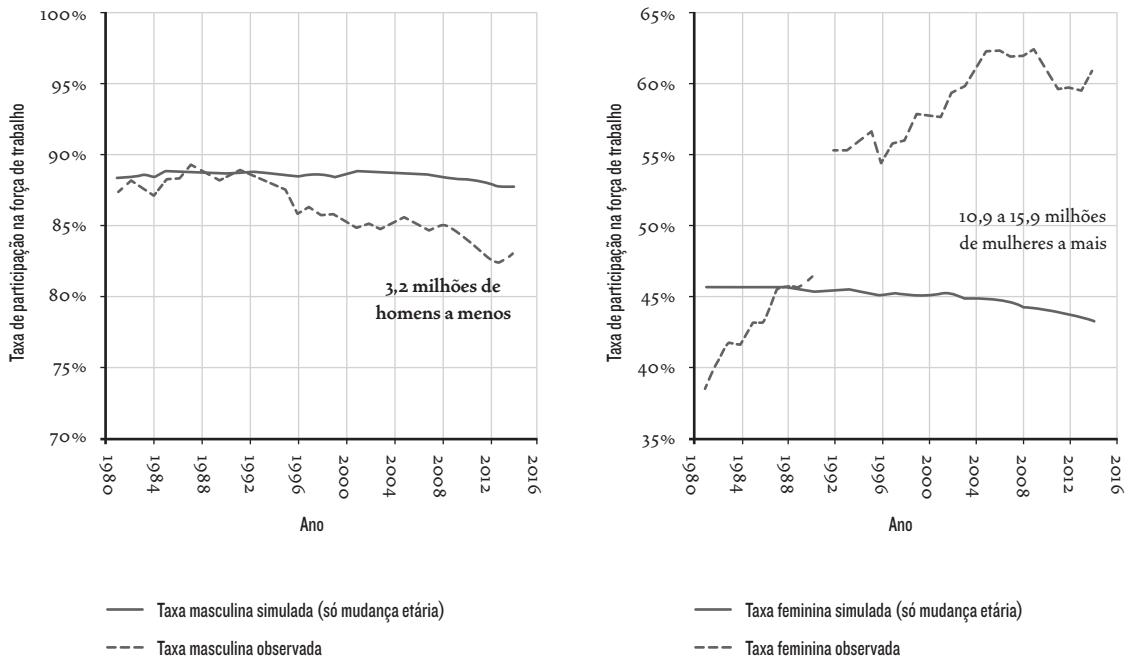 Taxa de participação na força de trabalho
100%
95%
90%
85%
80%
75%
70%
3,2 milhões de
homens a menos
1980
1984
1988
1992
1996
2000
2004
2008
2012
2016
Ano
Taxa masculina simulada (só mudança etária)
Taxa masculina observada
Taxa de participação na força de trabalho
65%
60%
55%
50%
45%
40%
35%
10,9 a 15,9 milhões
de mulheres a mais
1980
1984
1988
1992
1996
2000
2004
2008
2012
2016
Ano
Taxa feminina simulada (só mudança etária)
Taxa feminina observada